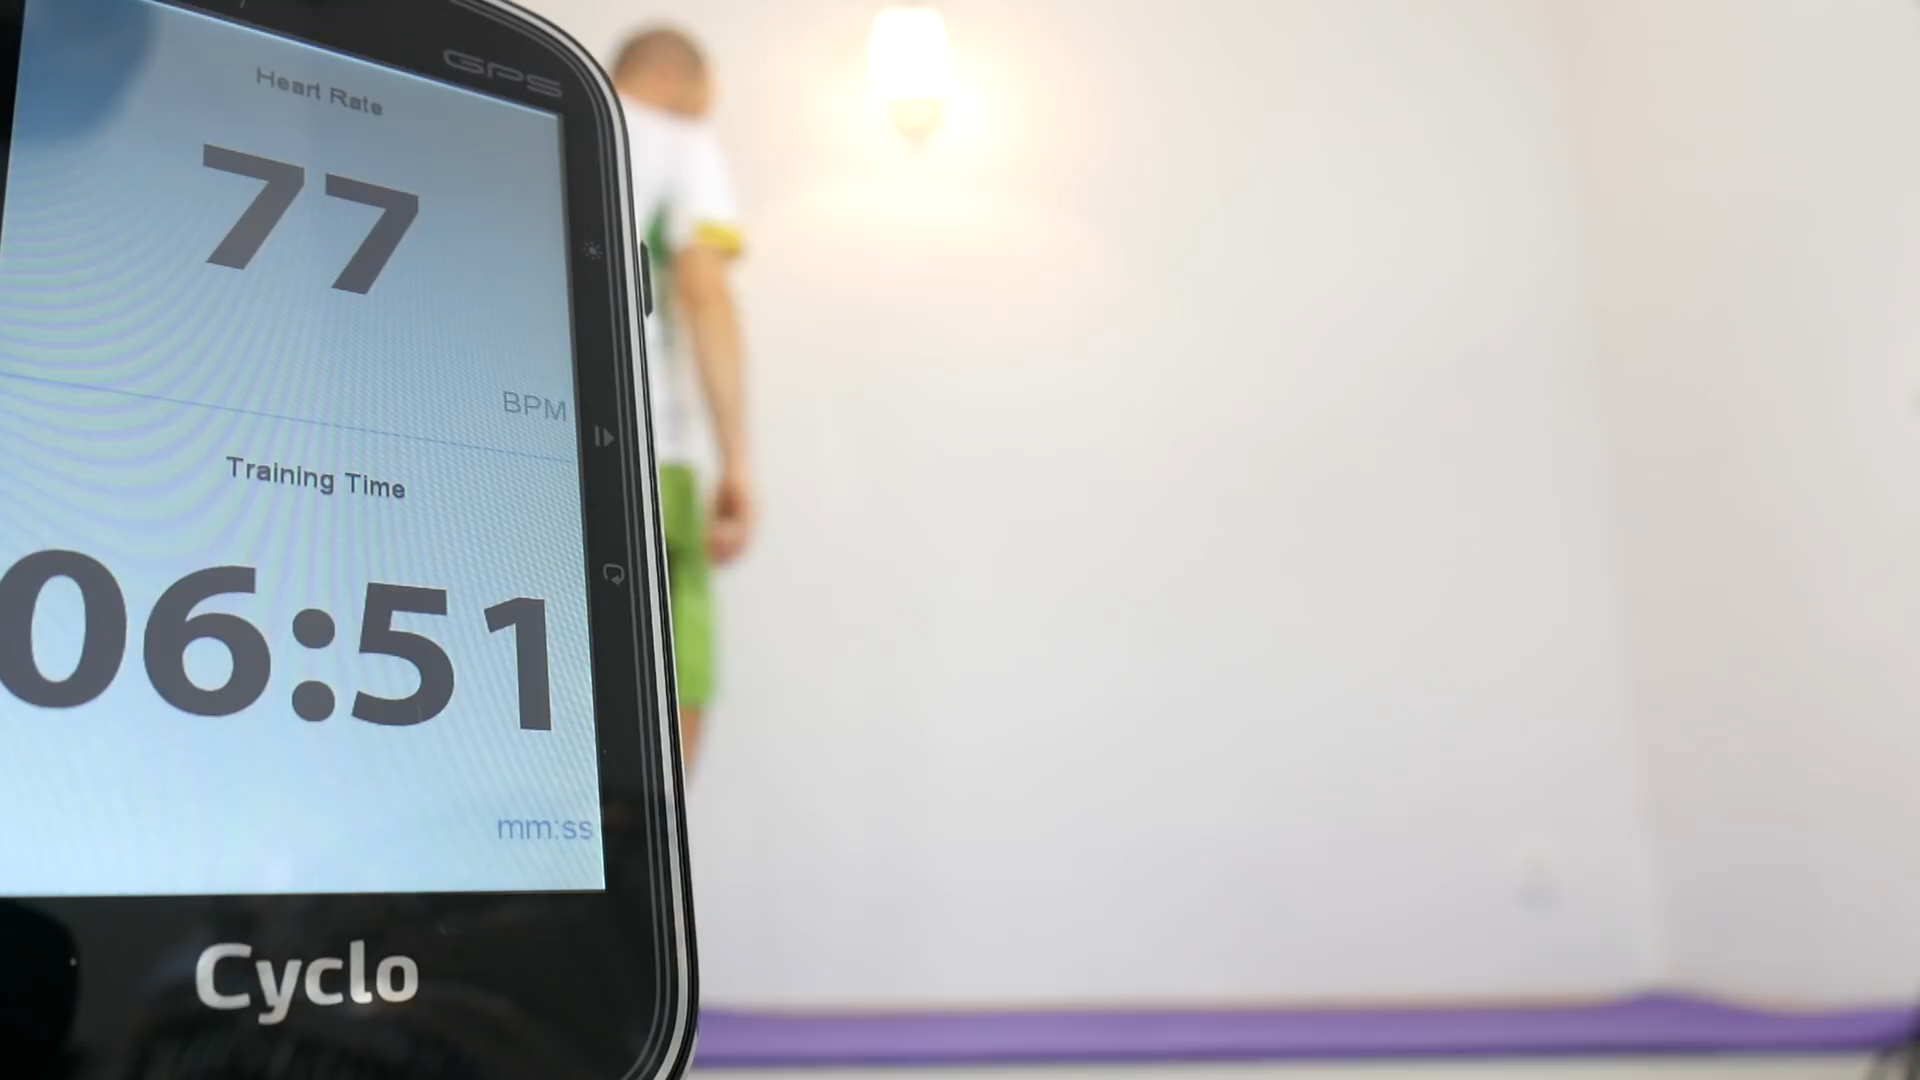 GPS
Heart Rate
77
BPM
Training Time
06:51
mm:ss
Cyclo